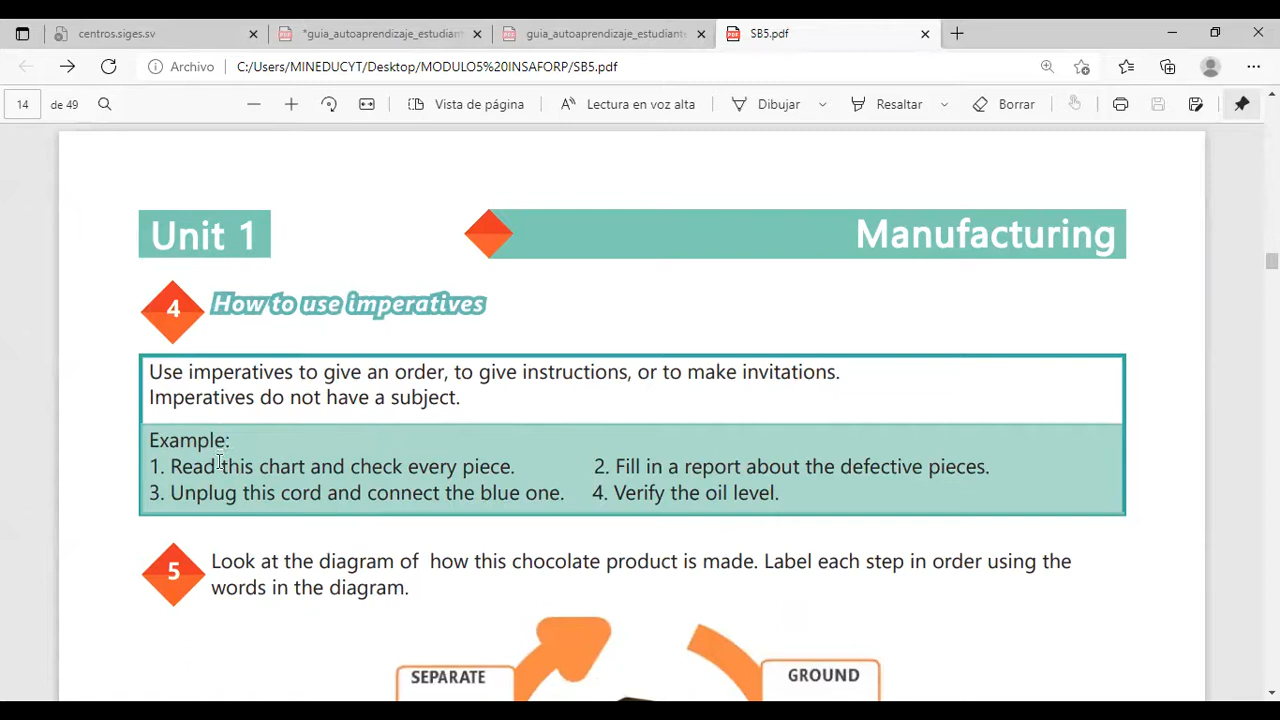 centros.siges.sv
*guia_autoaprendizaje_estudian
guia_autoaprendizaje_estudiante
SB5.pdf
Archivo C:/Users/MINEDUCYT/Desktop/MODULO5%20INSAFORP/SB5.pdf
14 de 49 Vista de página Lectura en voz alta Dibujar Resaltar Borrar
Unit 1
Manufacturing
4 How to use imperatives
Use imperatives to give an order, to give instructions, or to make invitations.
Imperatives do not have a subject.
Example:
1. Read this chart and check every piece. 2. Fill in a report about the defective pieces.
3. Unplug this cord and connect the blue one. 4. Verify the oil level.
5 Look at the diagram of how this chocolate product is made. Label each step in order using the
words in the diagram.
SEPARATE
GROUND